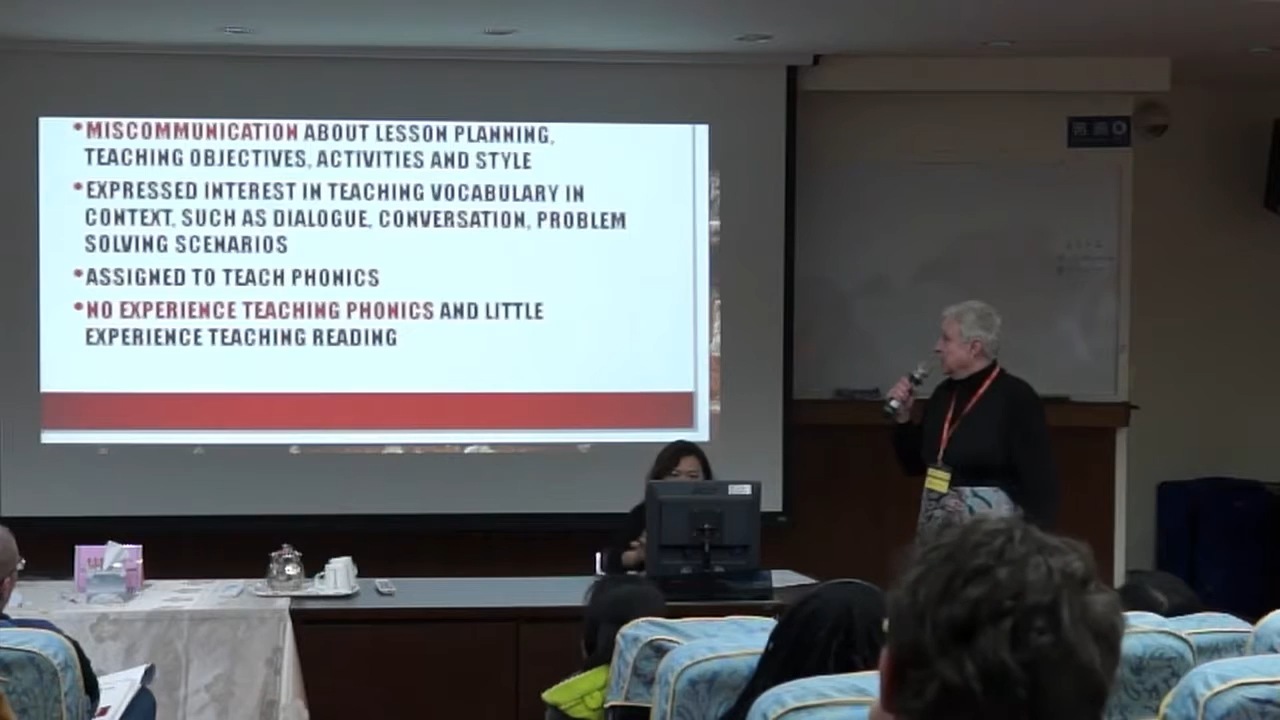 •MISCOMMUNICATION ABOUT LESSON PLANNING,
TEACHING OBJECTIVES, ACTIVITIES AND STYLE
•EXPRESSED INTEREST IN TEACHING VOCABULARY IN
CONTEXT, SUCH AS DIALOGUE, CONVERSATION, PROBLEM
SOLVING SCENARIOS
•ASSIGNED TO TEACH PHONICS
•NO EXPERIENCE TEACHING PHONICS AND LITTLE
EXPERIENCE TEACHING READING